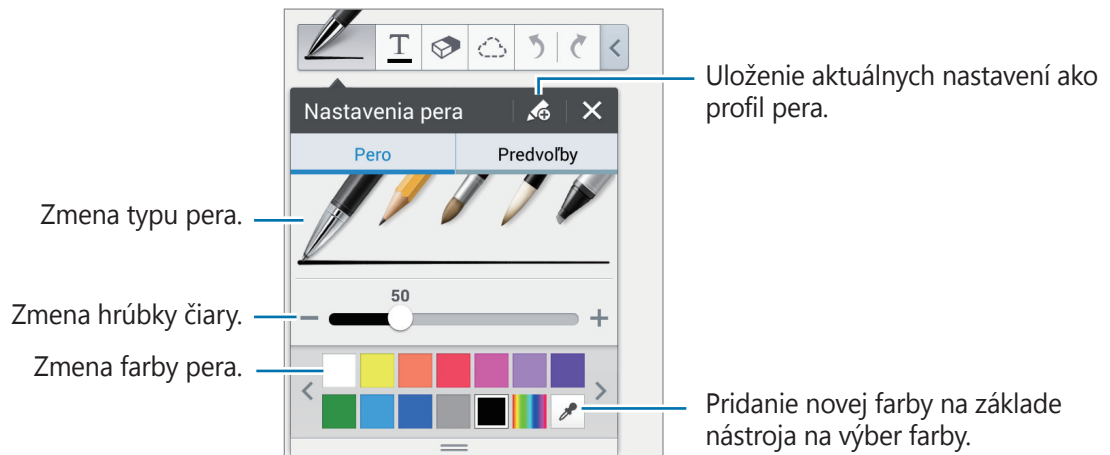 T
Uloženie aktuálnych nastavení ako
profil pera.
Nastavenia pera
Pero
Predvoľby
Zmena typu pera.
50
Zmena hrúbky čiary.
Zmena farby pera.
Pridanie novej farby na základe
nástroja na výber farby.